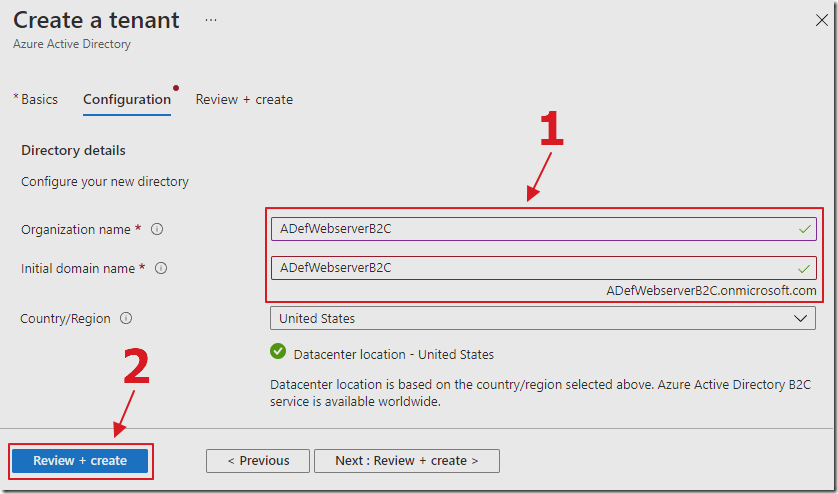 Create a tenant ...
Azure Active Directory
* Basics Configuration Review + create
1
Directory details
Configure your new directory
Organization name * ADefWebserverB2C
Initial domain name * ADefWebserverB2C
ADefWebserverB2C.onmicrosoft.com
Country/Region United States
Datacenter location - United States
2
Datacenter location is based on the country/region selected above. Azure Active Directory B2C
service is available worldwide.
Review + create < Previous Next : Review + create >